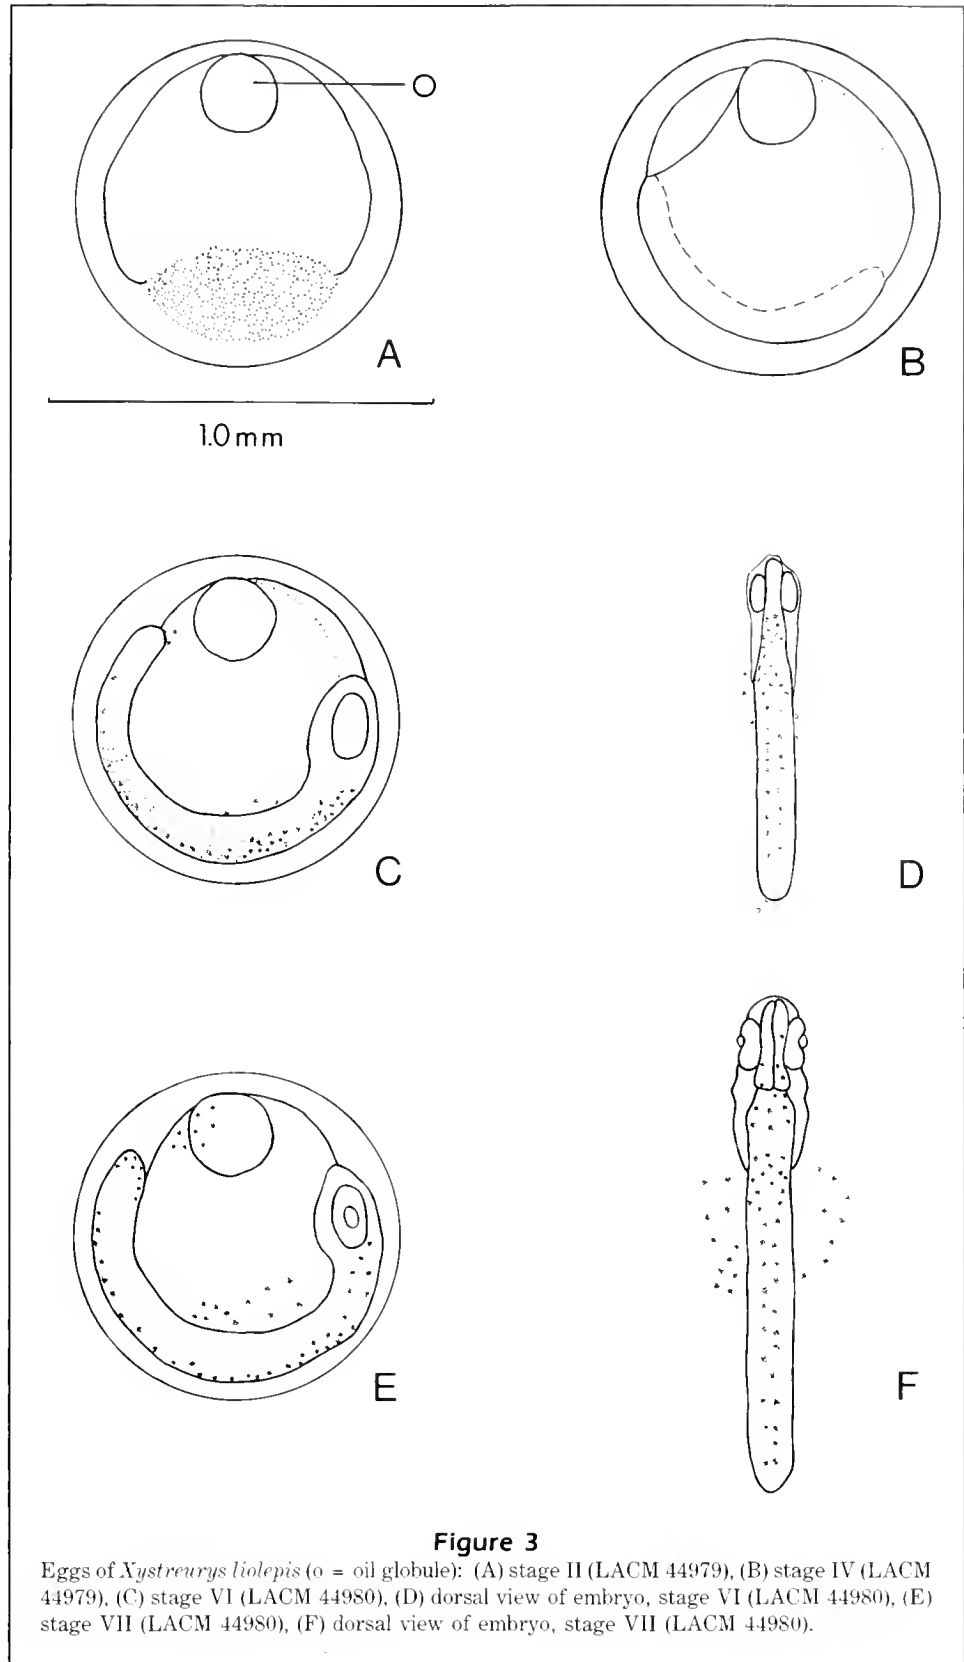 O
A
B
1.0 mm
C
D
E
F
Figure 3
Eggs of Xystreurys liolepis (o = oil globule): (A) stage II (LACM 44979), (B) stage IV (LACM
44979), (C) stage VI (LACM 44980), (D) dorsal view of embryo, stage VI (LACM 44980), (E)
stage VII (LACM 44980), (F) dorsal view of embryo, stage VII (LACM 44980).